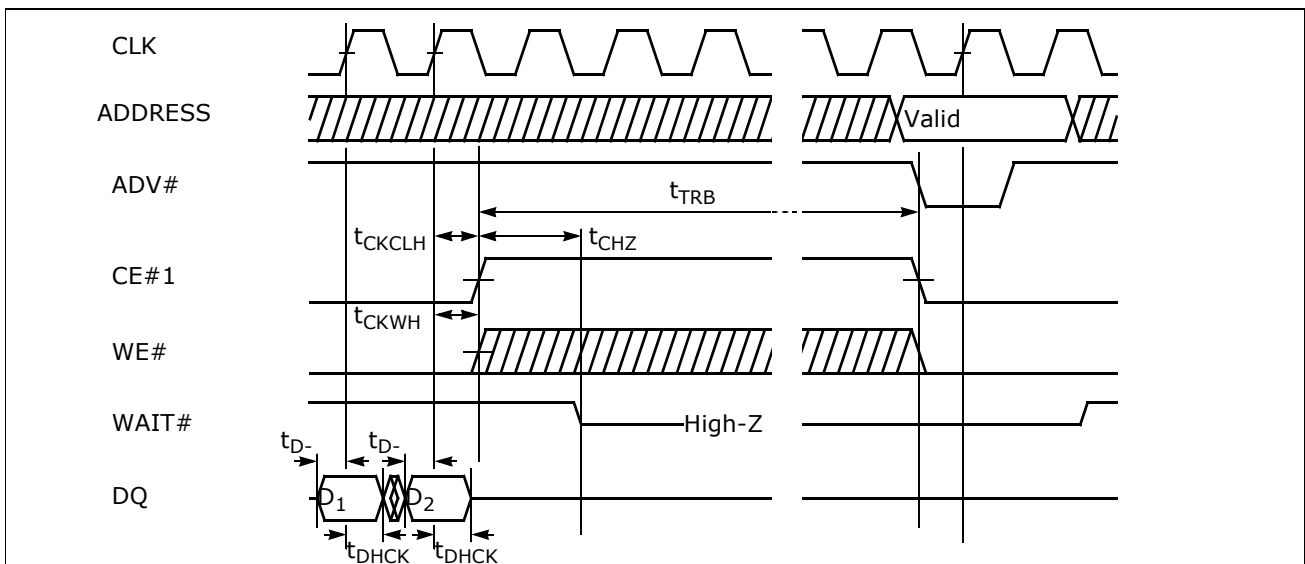 CLK
ADDRESS
Valid
ADV#
tTRB
tCKCLH
tCHZ
CE#1
tCKWH
WE#
WAIT#
High-Z
tD- tD-
DQ
D1 D2
tDHCK tDHCK